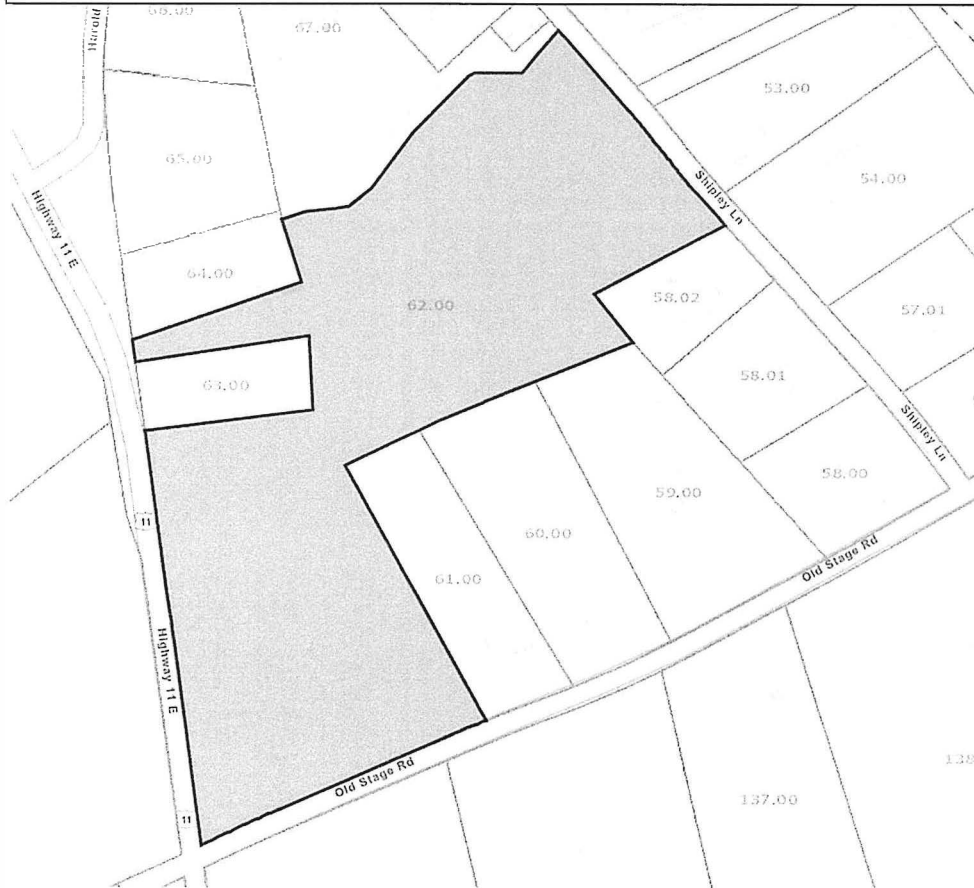 68.00
67.00
Harold
53.00
65.00
54.00
Shipley Ln
Highway 11 E
64.00
62.00
58.02
57.01
63.00
58.01
Shipley Ln
58.00
59.00
11
60.00
Old Stage Rd
61.00
Highway 11 E
138
Old Stage Rd
137.00
11